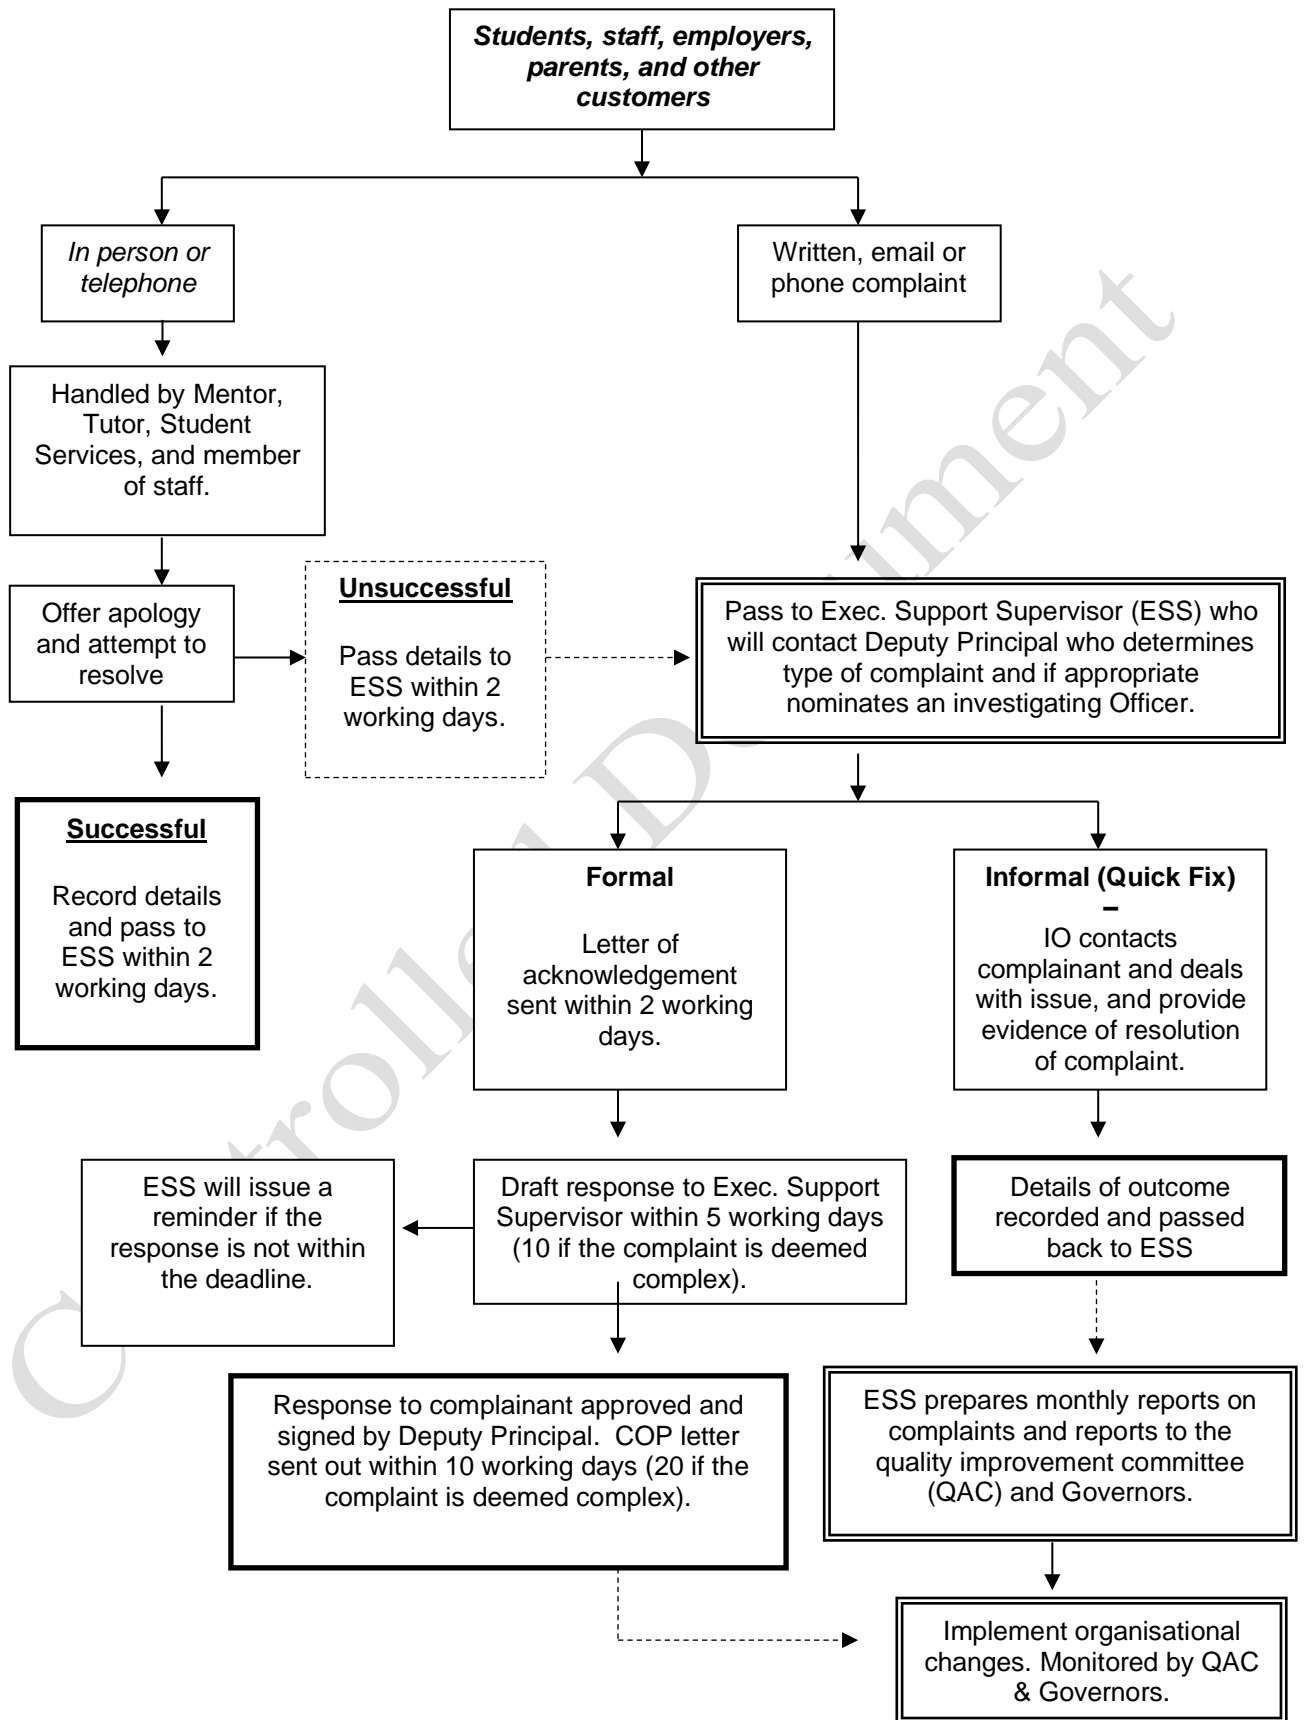 Students, staff, employers,
parents, and other
customers
In person or
telephone
Written, email or
phone complaint
Handled by Mentor,
Tutor, Student
Services, and member
of staff.
Offer apology
and attempt to
resolve
Unsuccessful
Pass details to
ESS within 2
working days.
Pass to Exec. Support Supervisor (ESS) who
will contact Deputy Principal who determines
type of complaint and if appropriate
nominates an investigating Officer.
Successful
Record details
and pass to
ESS within 2
working days.
Formal
Letter of
acknowledgement
sent within 2 working
days.
Informal (Quick Fix)
–
IO contacts
complainant and deals
with issue, and provide
evidence of resolution
of complaint.
ESS will issue a
reminder if the
response is not within
the deadline.
Draft response to Exec. Support
Supervisor within 5 working days
(10 if the complaint is deemed
complex).
Details of outcome
recorded and passed
back to ESS
Response to complainant approved and
signed by Deputy Principal.  COP letter
sent out within 10 working days (20 if the
complaint is deemed complex).
ESS prepares monthly reports on
complaints and reports to the
quality improvement committee
(QAC) and Governors.
Implement organisational
changes. Monitored by QAC
& Governors.
Controlled Document